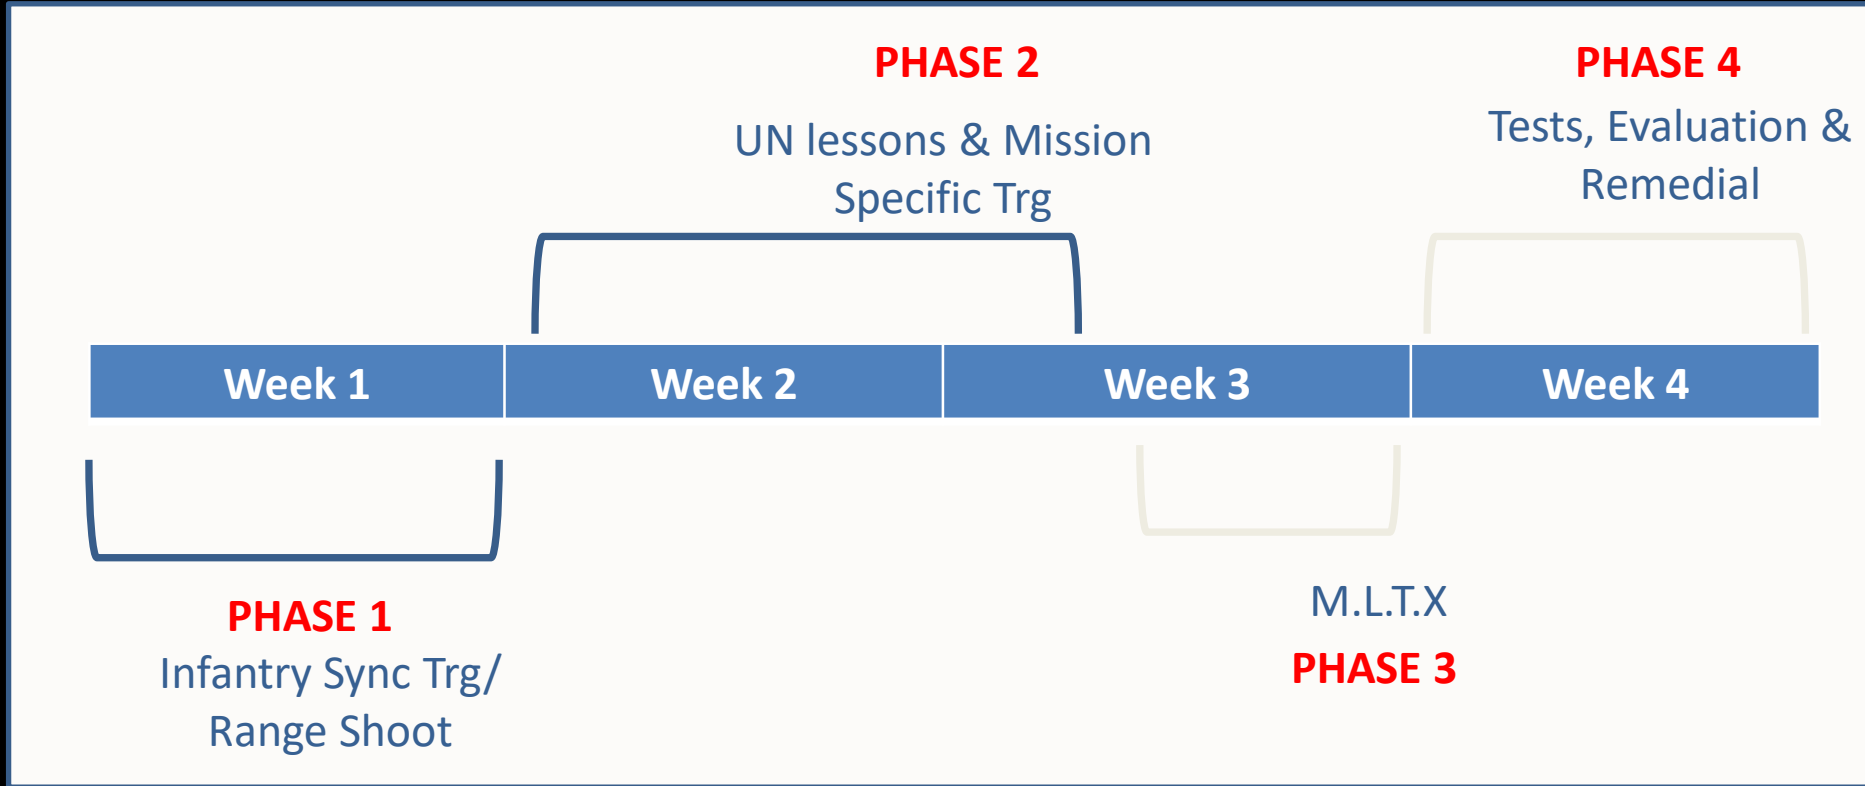 PHASE 2
UN lessons & Mission
Specific Trg
PHASE 4
Tests, Evaluation &
Remedial
Week 1
Week 2
Week 3
Week 4
PHASE 1
Infantry Sync Trg/
Range Shoot
M.L.T.X
PHASE 3